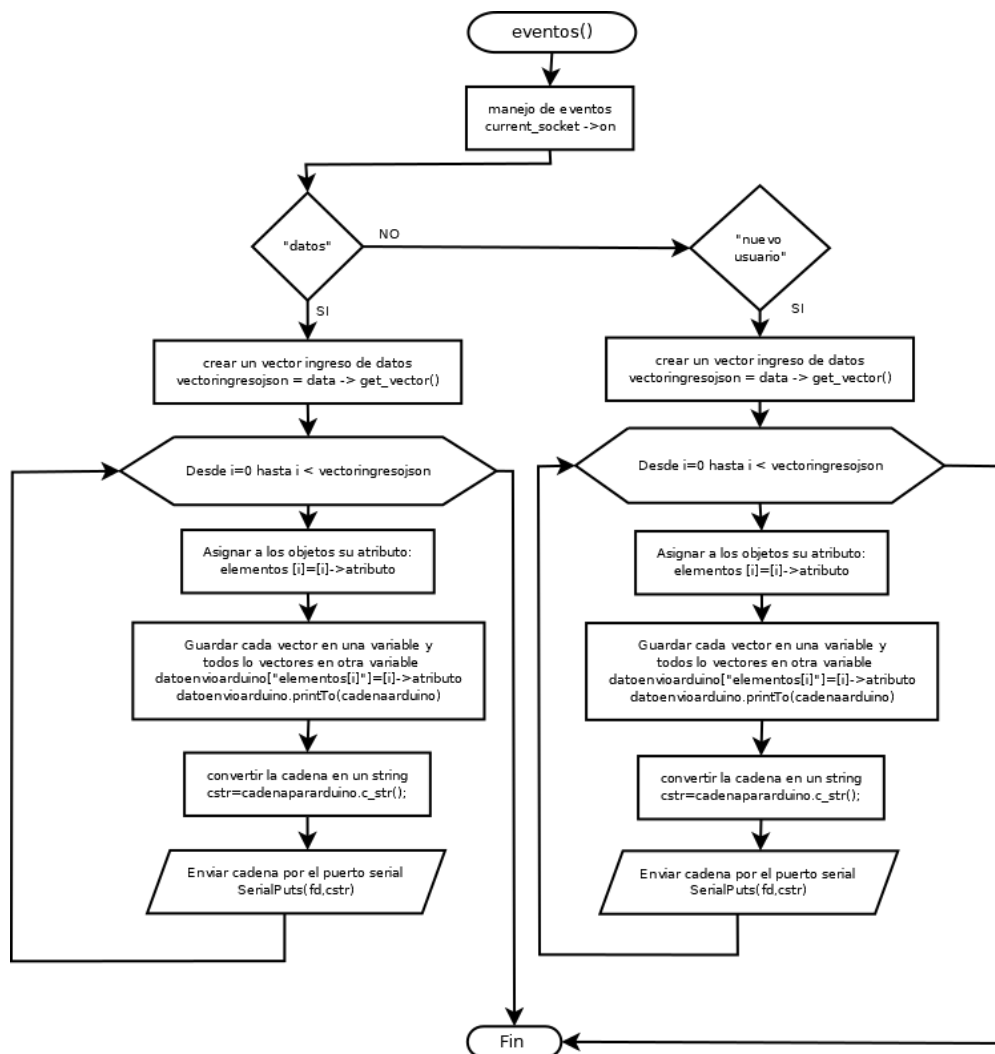 eventos()
manejo de eventos
current_socket ->on
"datos"
NO
"nuevo
usuario"
SI
SI
crear un vector ingreso de datos
vectoringresojson = data -> get_vector()
crear un vector ingreso de datos
vectoringresojson = data -> get_vector()
Desde i=0 hasta i < vectoringresojson
Desde i=0 hasta i < vectoringresojson
Asignar a los objetos su atributo:
elementos [i]=[i]->atributo
Asignar a los objetos su atributo:
elementos [i]=[i]->atributo
Guardar cada vector en una variable y
todos lo vectores en otra variable
datoenvioarduino["elementos[i]"]=[i]->atributo
datoenvioarduino.printTo(cadenaarduino)
Guardar cada vector en una variable y
todos lo vectores en otra variable
datoenvioarduino["elementos[i]"]=[i]->atributo
datoenvioarduino.printTo(cadenaarduino)
convertir la cadena en un string
cstr=cadenapararduino.c_str();
convertir la cadena en un string
cstr=cadenapararduino.c_str();
Enviar cadena por el puerto serial
SerialPuts(fd,cstr)
Enviar cadena por el puerto serial
SerialPuts(fd,cstr)
Fin